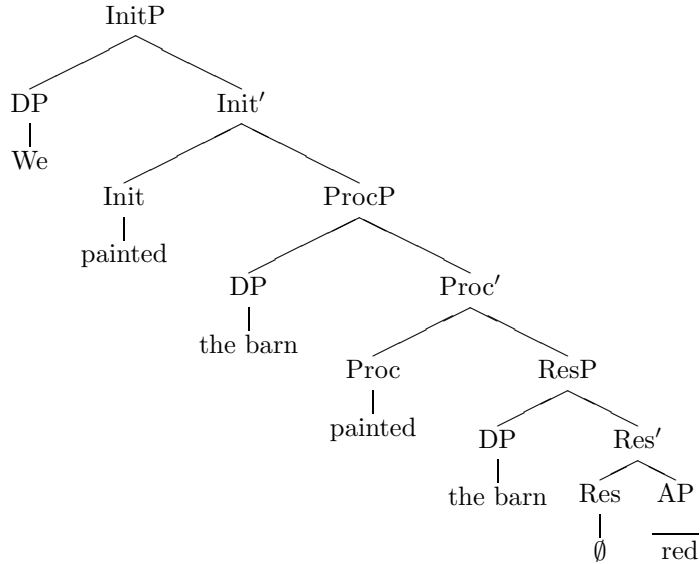 InitP
DP Init′
We
Init ProcP
painted
DP Proc′
the barn
Proc ResP
painted
DP Res′
the barn
Res AP
∅ red